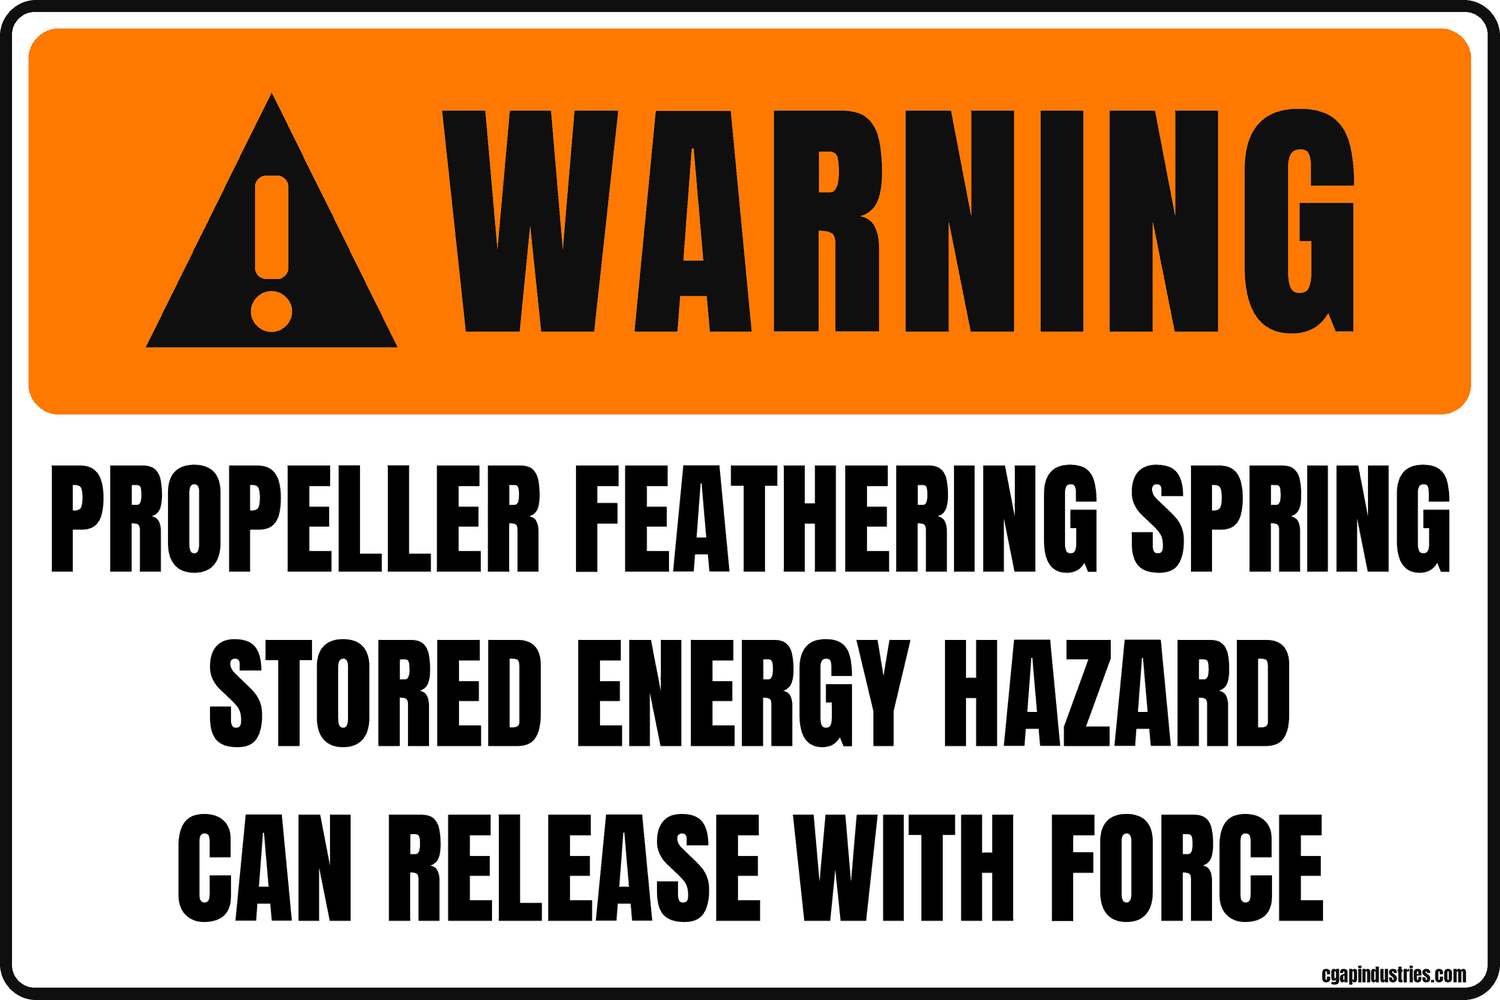 WARNING
PROPELLER FEATHERING SPRING
STORED ENERGY HAZARD
CAN RELEASE WITH FORCE
cgapindustries.com